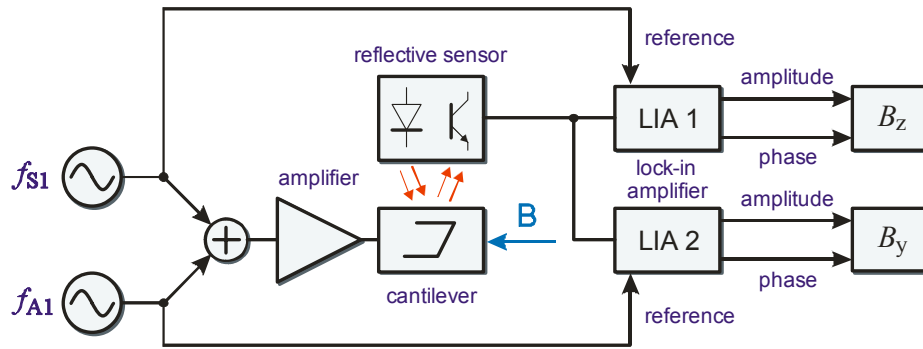 reference
reflective sensor
amplitude
LIA 1
B_z
phase
f_S1
amplifier
lock-in
amplifier
amplitude
B
LIA 2
B_y
phase
f_A1
cantilever
reference